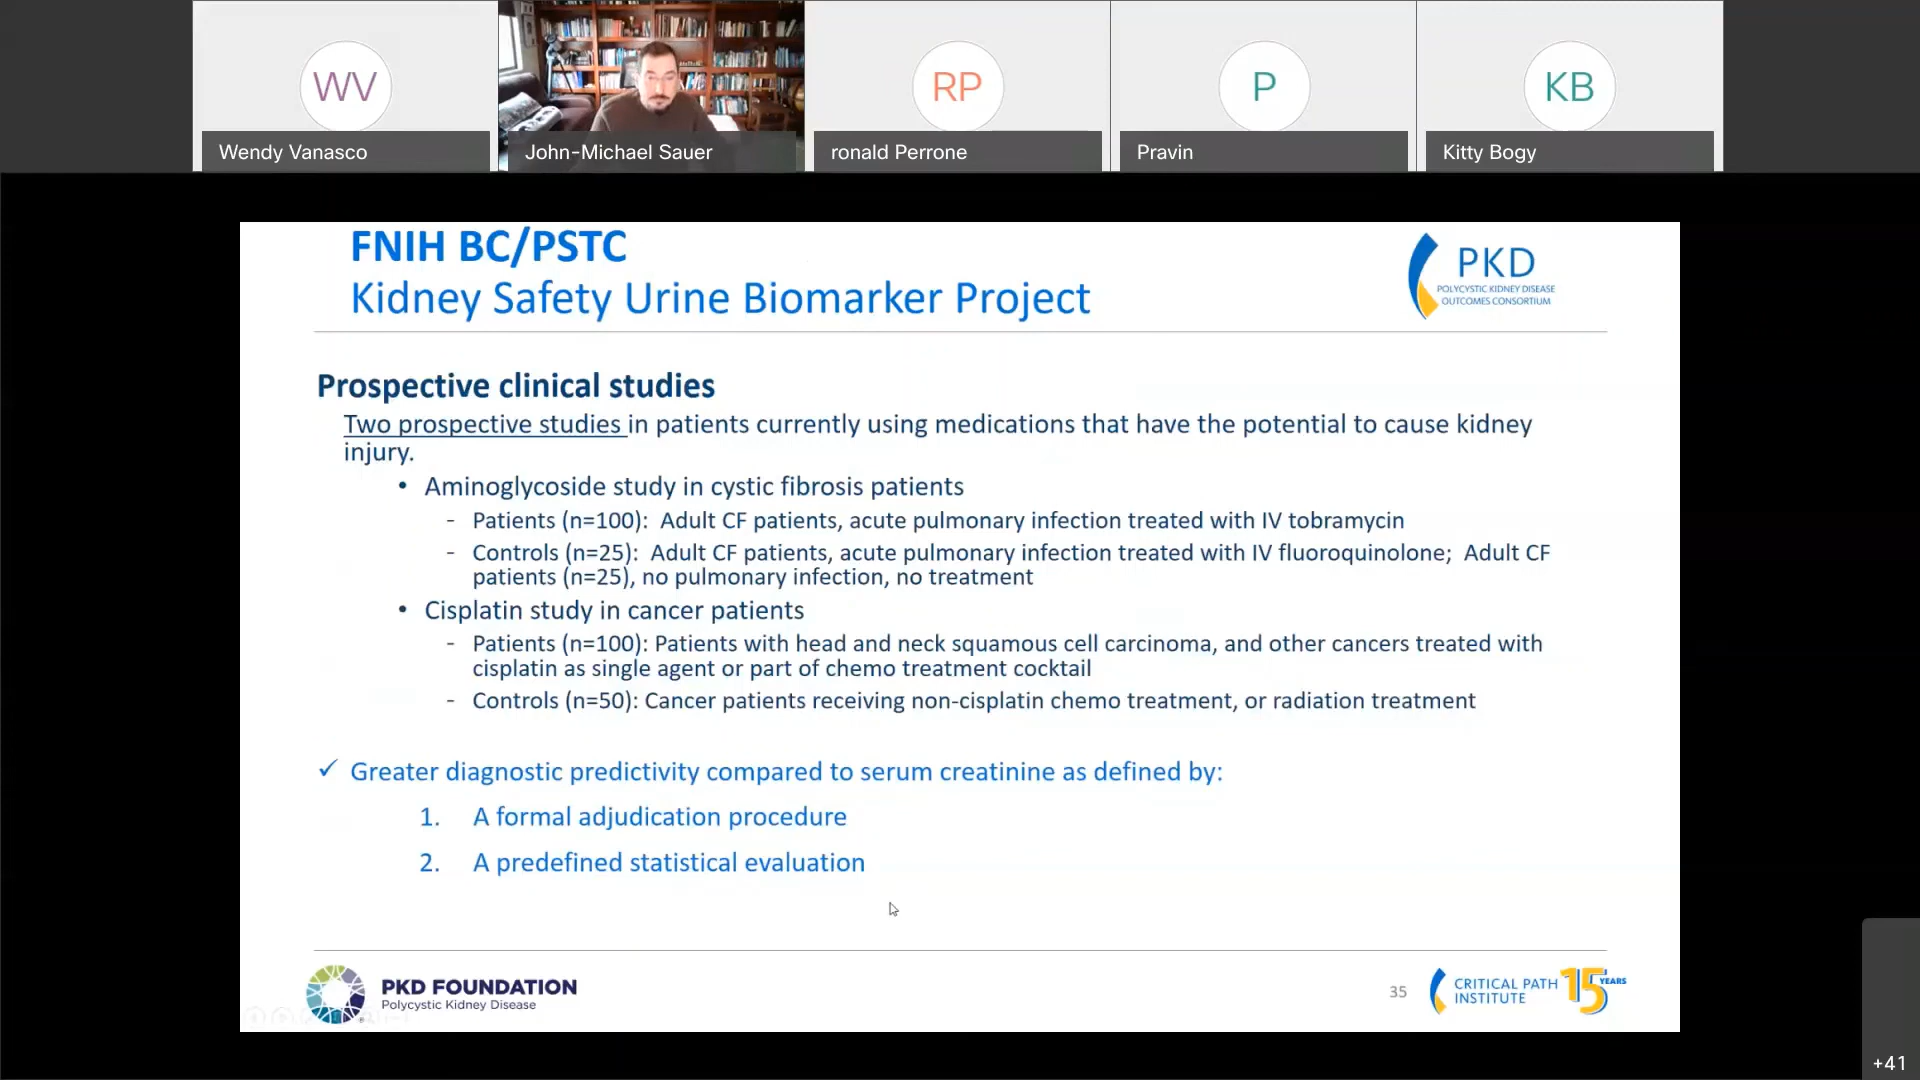 WV
RP
P
KB
Wendy Vanasco
John-Michael Sauer
ronald Perrone
Pravin
Kitty Bogy
FNIH BC/PSTC
Kidney Safety Urine Biomarker Project
PKD
POLYCYSTIC KIDNEY DISEASE
OUTCOMES CONSORTIUM
Prospective clinical studies
Two prospective studies in patients currently using medications that have the potential to cause kidney
injury.
• Aminoglycoside study in cystic fibrosis patients
- Patients (n=100): Adult CF patients, acute pulmonary infection treated with IV tobramycin
- Controls (n=25): Adult CF patients, acute pulmonary infection treated with IV fluoroquinolone; Adult CF
patients (n=25), no pulmonary infection, no treatment
• Cisplatin study in cancer patients
- Patients (n=100): Patients with head and neck squamous cell carcinoma, and other cancers treated with
cisplatin as single agent or part of chemo treatment cocktail
- Controls (n=50): Cancer patients receiving non-cisplatin chemo treatment, or radiation treatment
✓ Greater diagnostic predictivity compared to serum creatinine as defined by:
1. A formal adjudication procedure
2. A predefined statistical evaluation
PKD FOUNDATION
Polycystic Kidney Disease
35
CRITICAL PATH
INSTITUTE
15 YEARS
+41